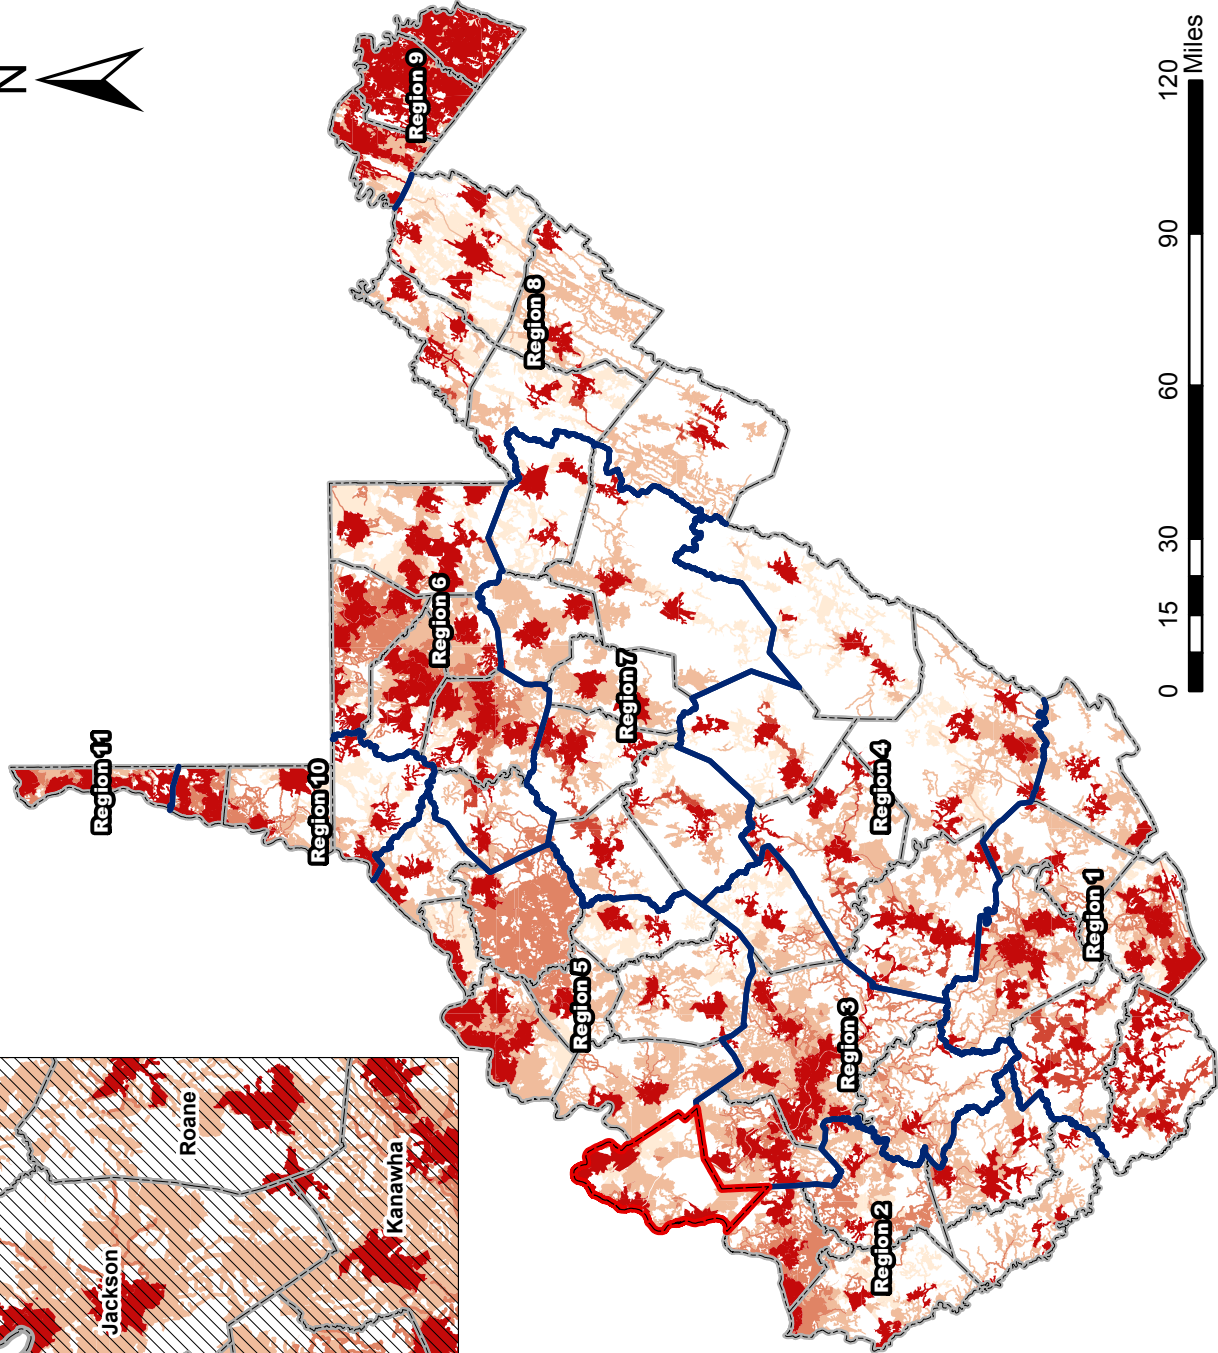 N
Region 11
Region 10
Region 9
Region 8
Region 6
Region 7
Region 5
Region 4
Region 3
Region 2
Region 1
Jackson
Roane
Kanawha
0 15 30 60 90 120
Miles